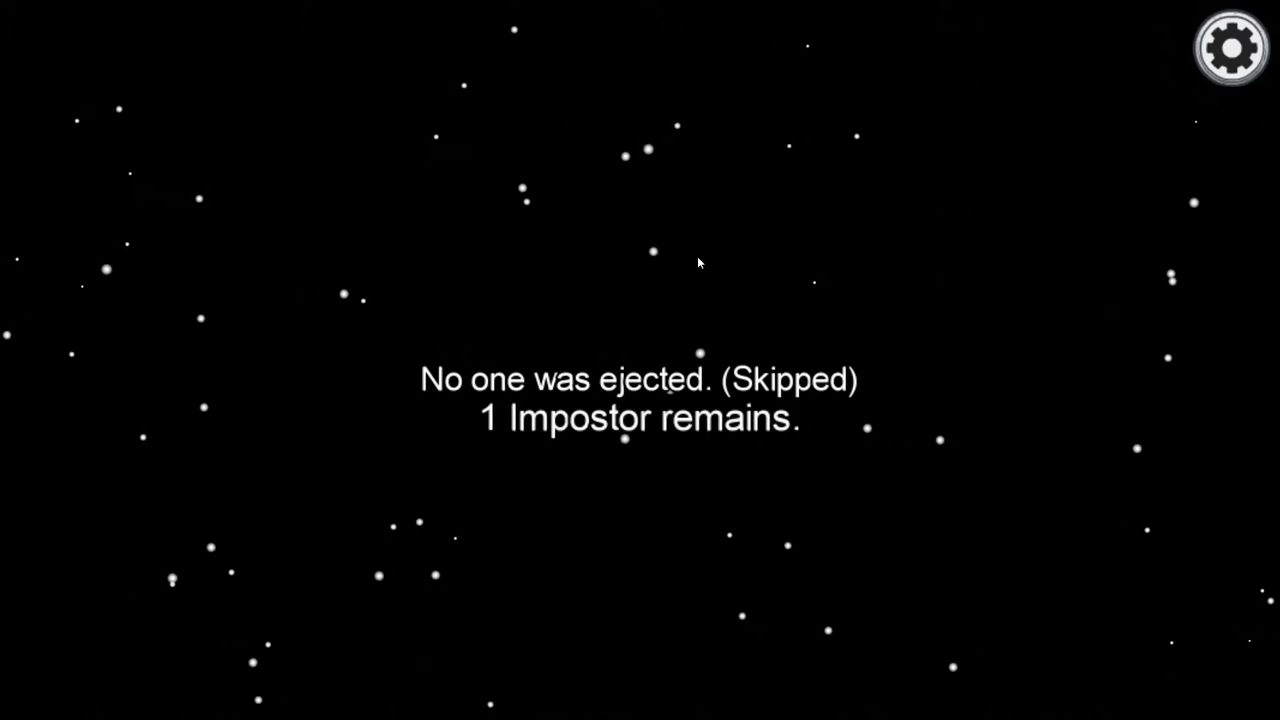 No one was ejected. (Skipped)
1 Impostor remains.